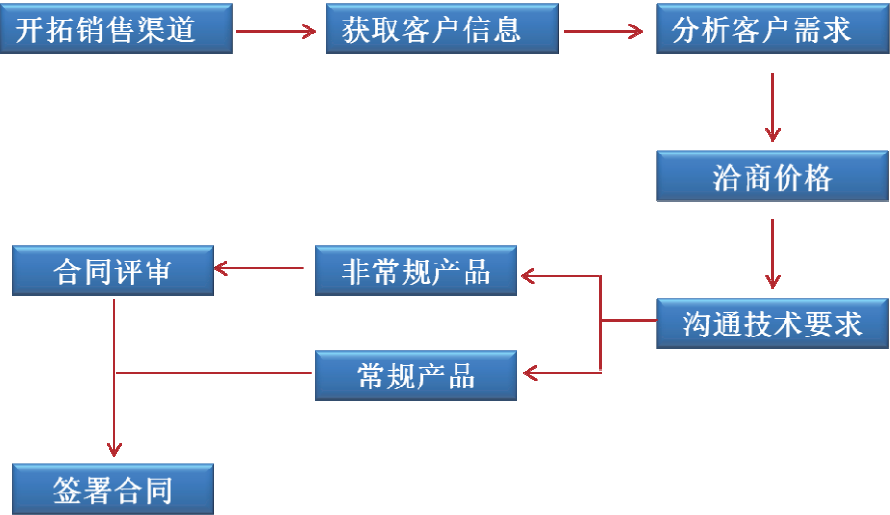 开拓销售渠道
获取客户信息
分析客户需求
洽商价格
沟通技术要求
非常规产品
合同评审
常规产品
签署合同